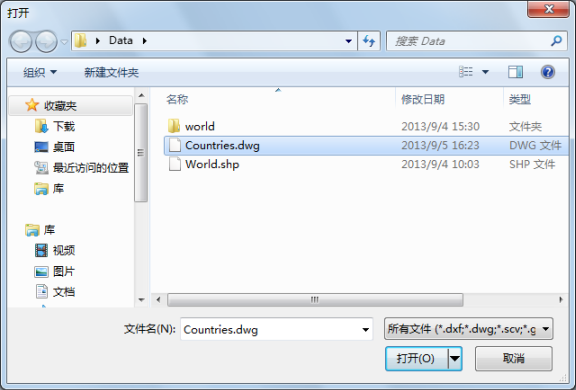 打开
Data
搜索 Data
组织 新建文件夹
名称 修改日期 类型
收藏夹
下载
桌面
最近访问的位置
库
库
视频
图片
文档
world 2013/9/4 15:30 文件夹
Countries.dwg 2013/9/5 16:23 DWG 文件
World.shp 2013/9/4 10:03 SHP 文件
文件名(N): Countries.dwg
所有文件 (*.dxf;*.dwg;*.scv;*.g
打开(O) 取消